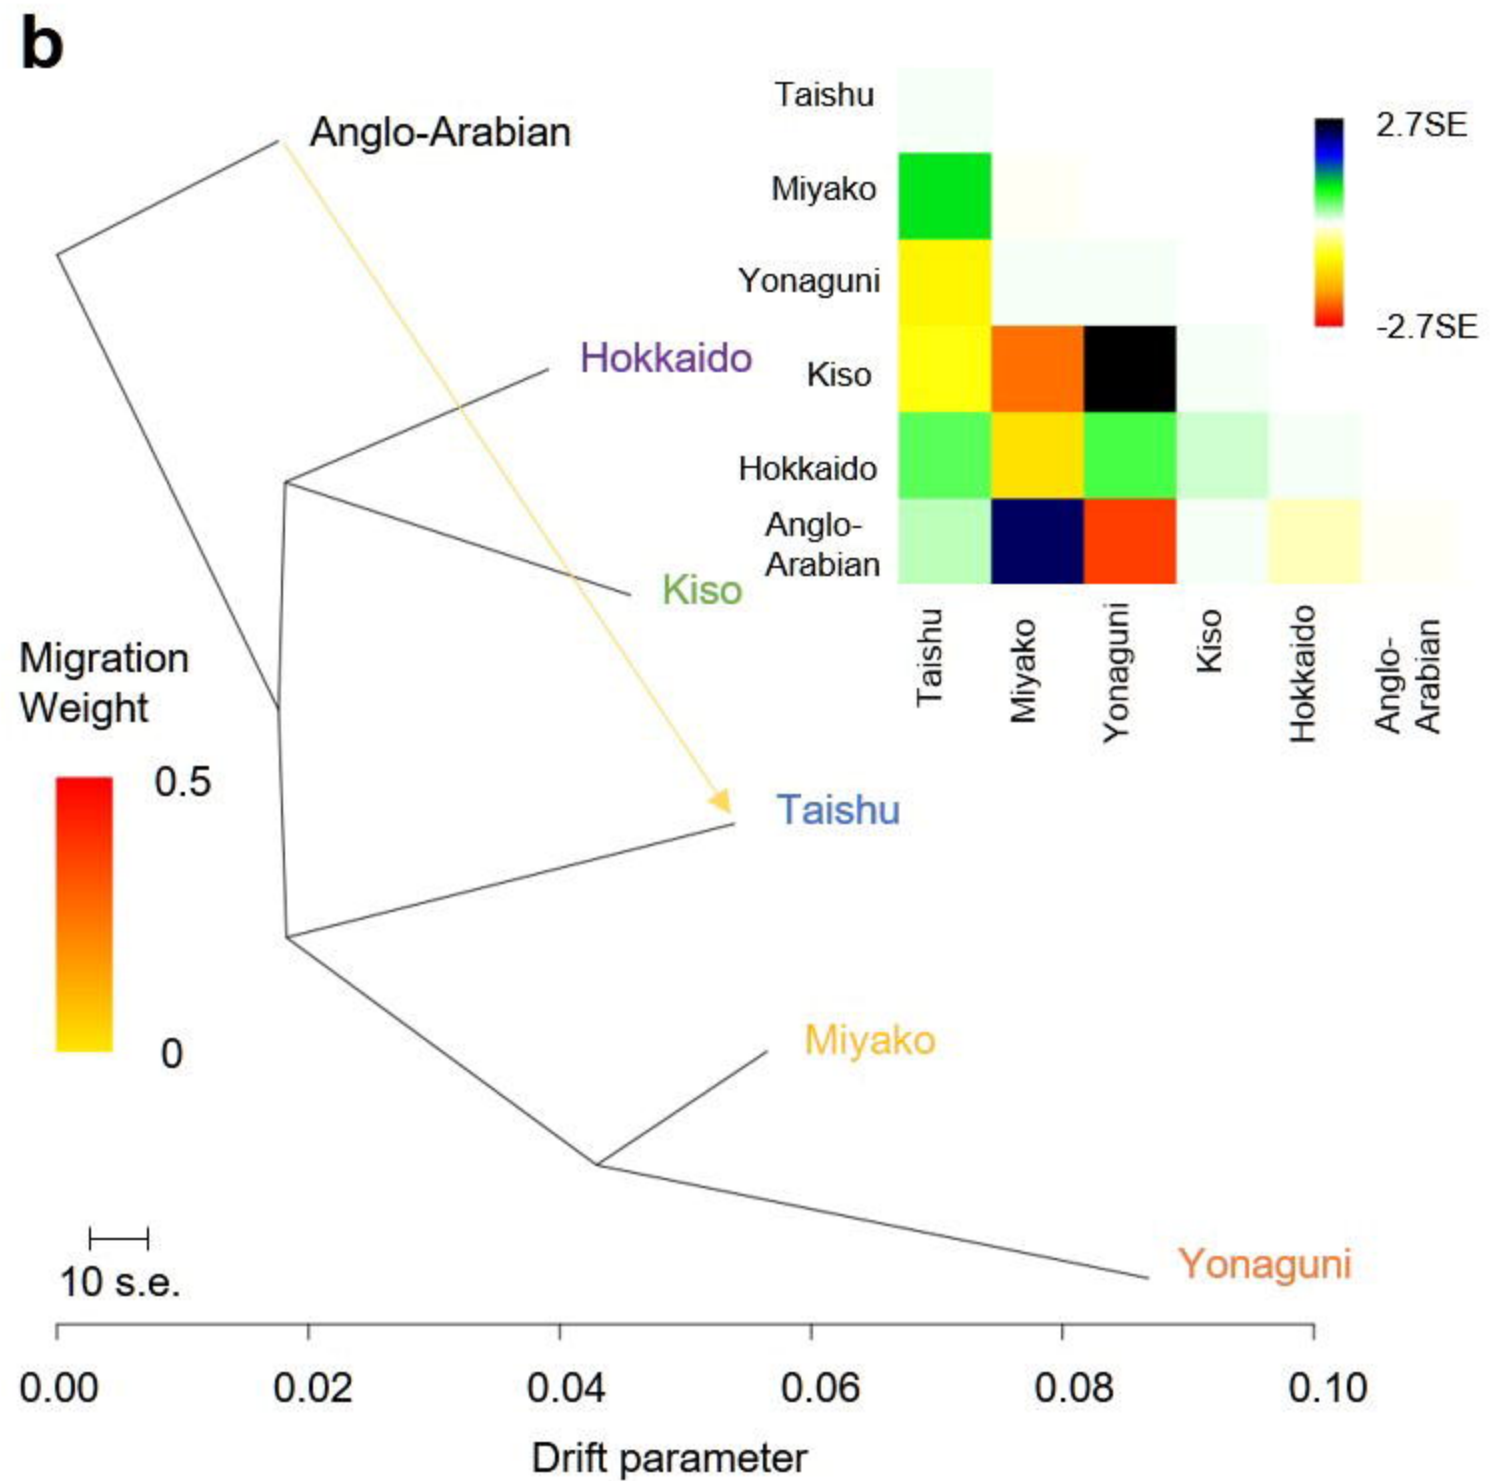 b
Anglo-Arabian
Hokkaido
Kiso
Taishu
Miyako
Yonaguni
Migration
Weight
0.5
0
10 s.e.
0.00 0.02 0.04 0.06 0.08 0.10
Drift parameter
Taishu
Miyako
Yonaguni
Kiso
Hokkaido
Anglo-
Arabian
Taishu
Miyako
Yonaguni
Kiso
Hokkaido
Anglo-
Arabian
2.7SE
-2.7SE